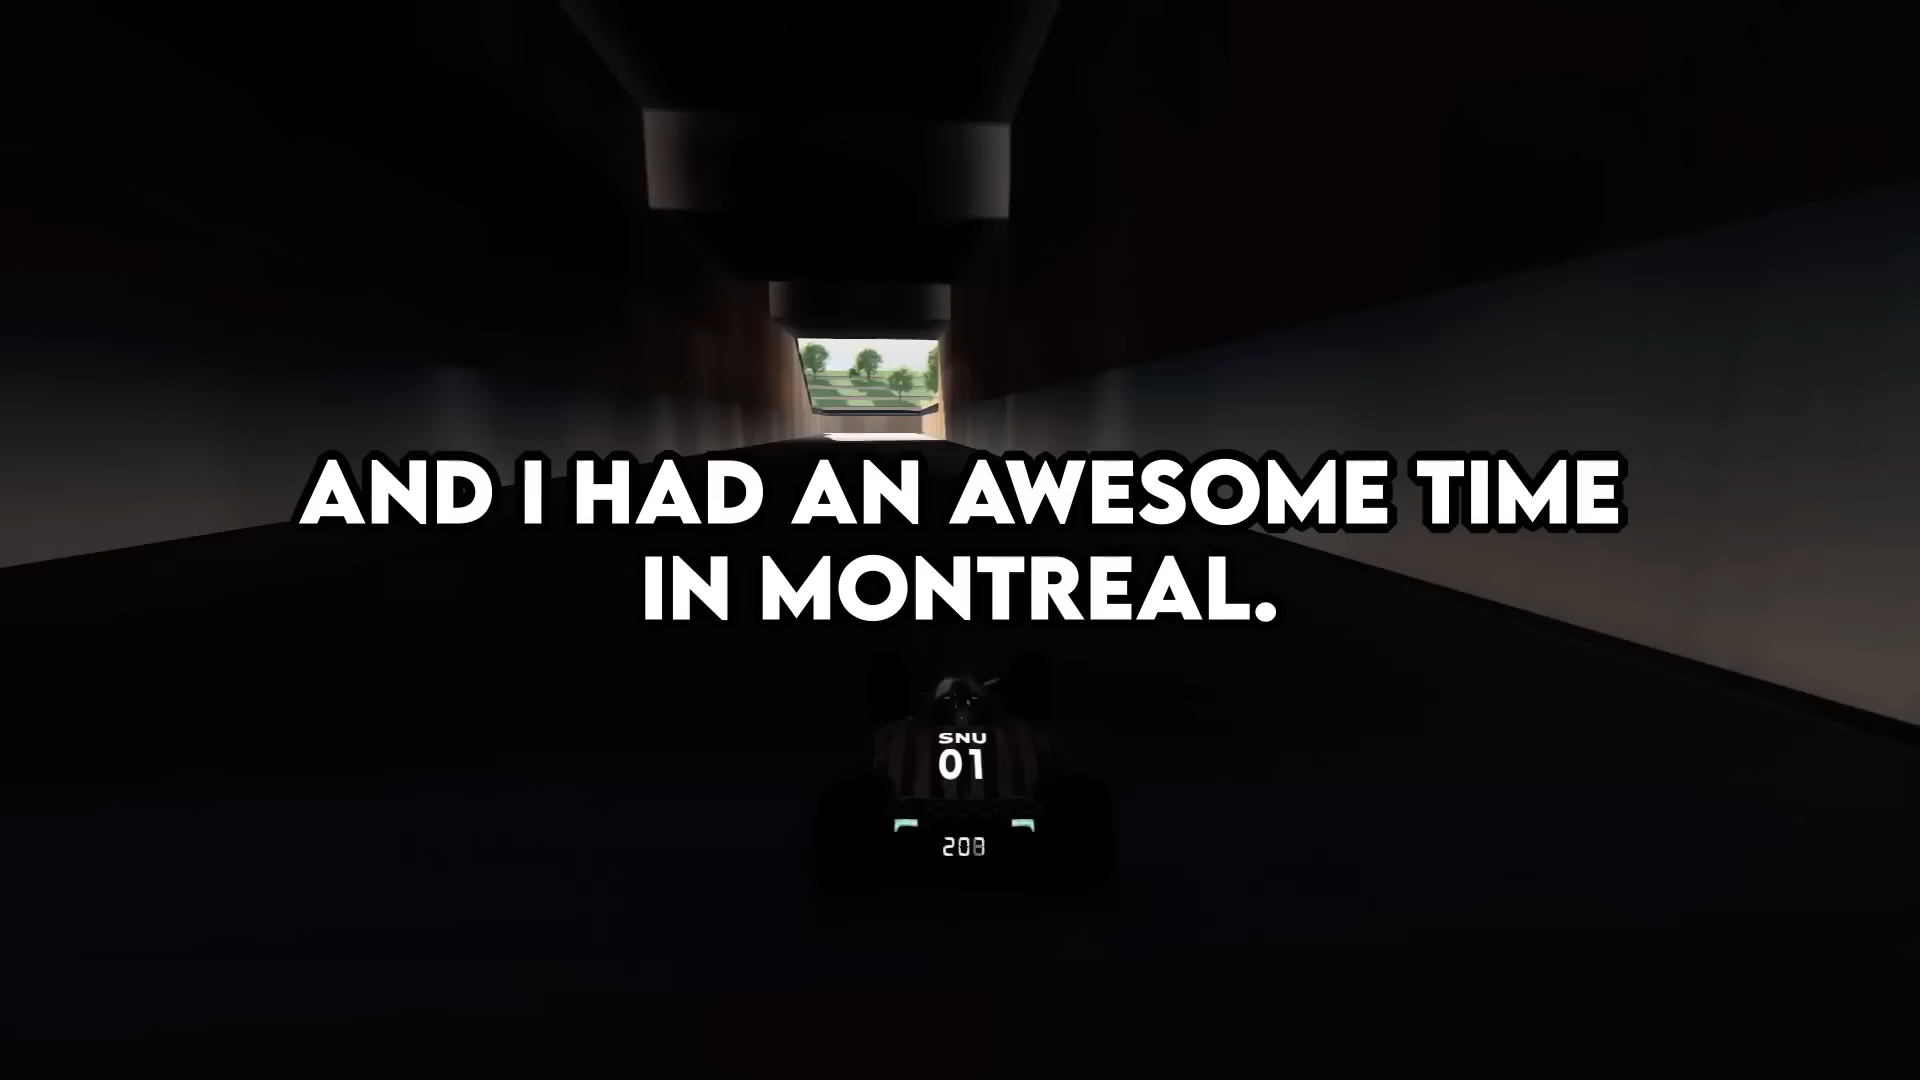 AND I HAD AN AWESOME TIME
IN MONTREAL.
SNU
01
208